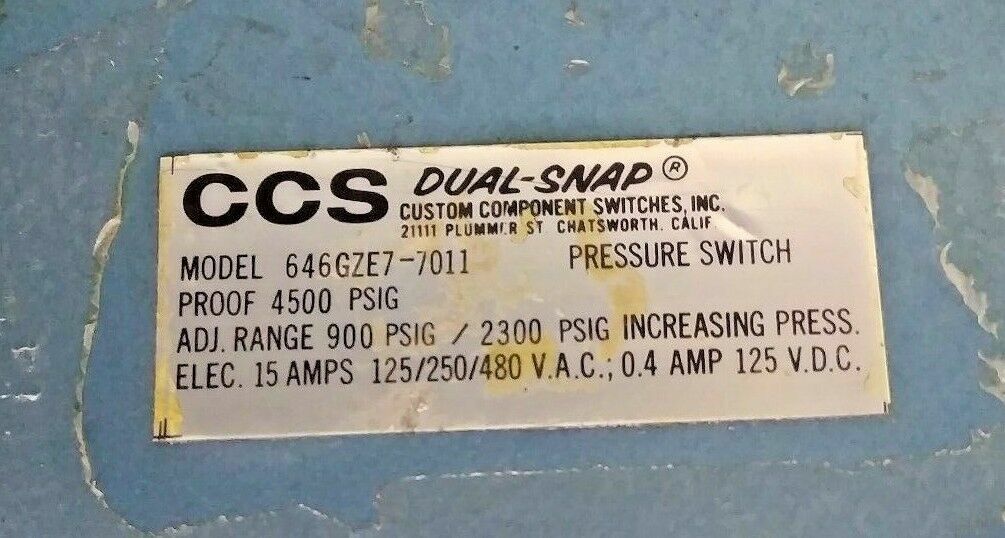 CCS DUAL-SNAP®
CUSTOM COMPONENT SWITCHES, INC.
21111 PLUMMER ST. CHATSWORTH. CALIF.
MODEL 646GZE7-7011 PRESSURE SWITCH
PROOF 4500 PSIG
ADJ. RANGE 900 PSIG / 2300 PSIG INCREASING PRESS.
ELEC. 15 AMPS 125/250/480 V.A.C.; 0.4 AMP 125 V.D.C.